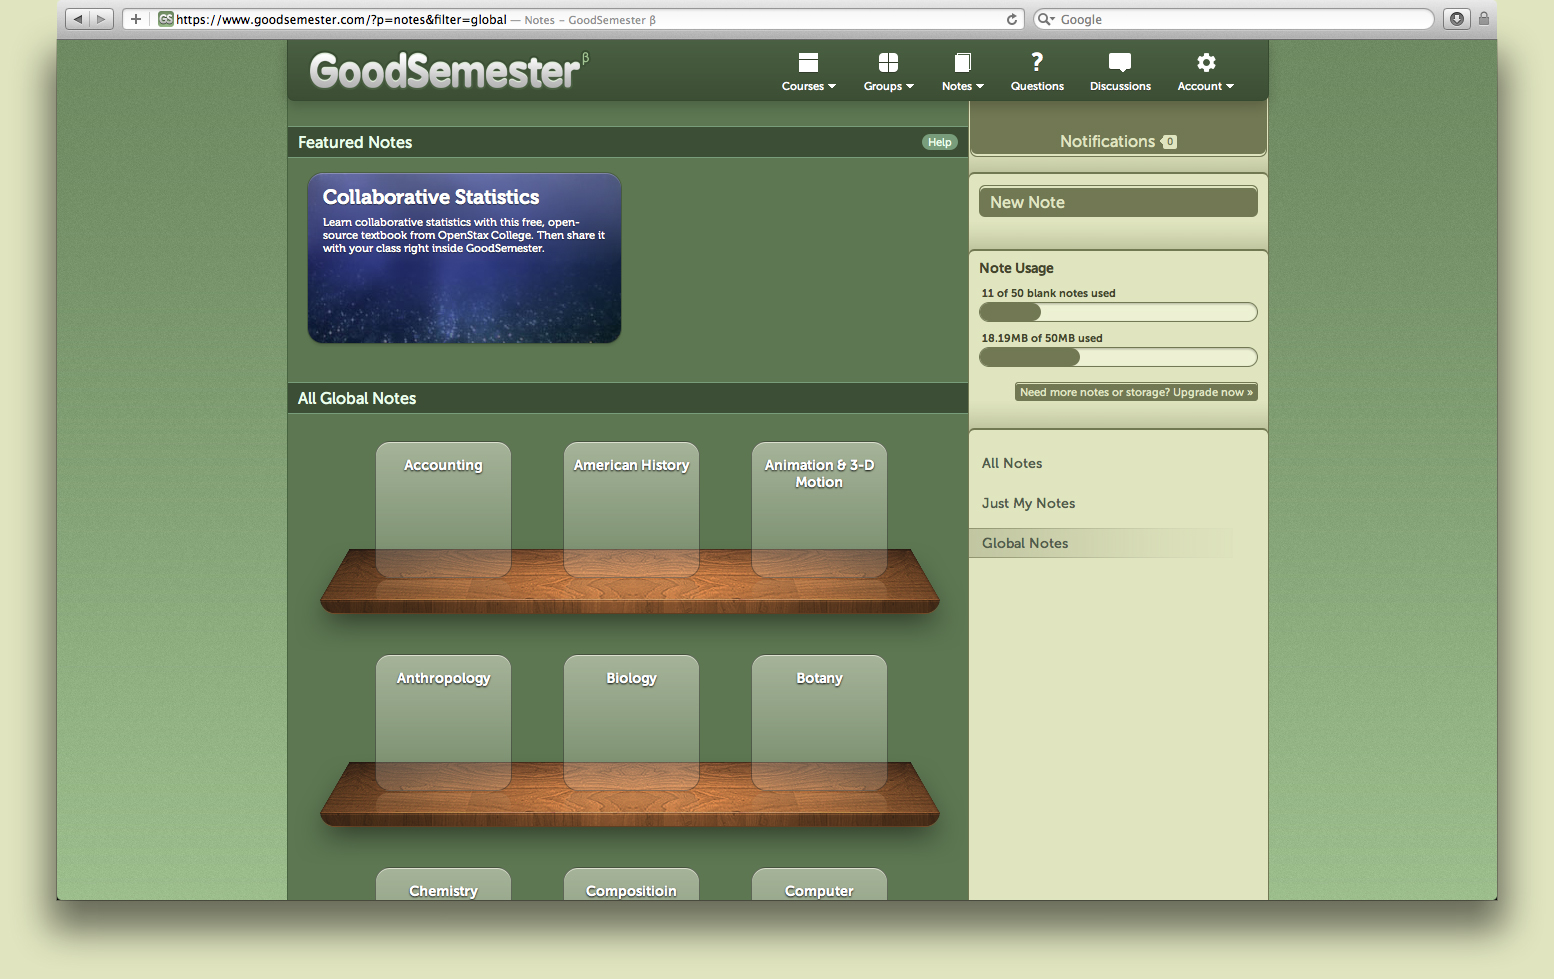 GS https://www.goodsemester.com/?p=notes&filter=global — Notes – GoodSemester β
Google
GoodSemester β
Courses
Groups
Notes
? Questions
Discussions
Account
Featured Notes
Help
Notifications 0
Collaborative Statistics
Learn collaborative statistics with this free, open-
source textbook from OpenStax College. Then share it
with your class right inside GoodSemester.
New Note
Note Usage
11 of 50 blank notes used
18.19MB of 50MB used
Need more notes or storage? Upgrade now »
All Global Notes
All Notes
Just My Notes
Global Notes
Accounting
American History
Animation & 3-D
Motion
Anthropology
Biology
Botany
Chemistry
Compositioin
Computer